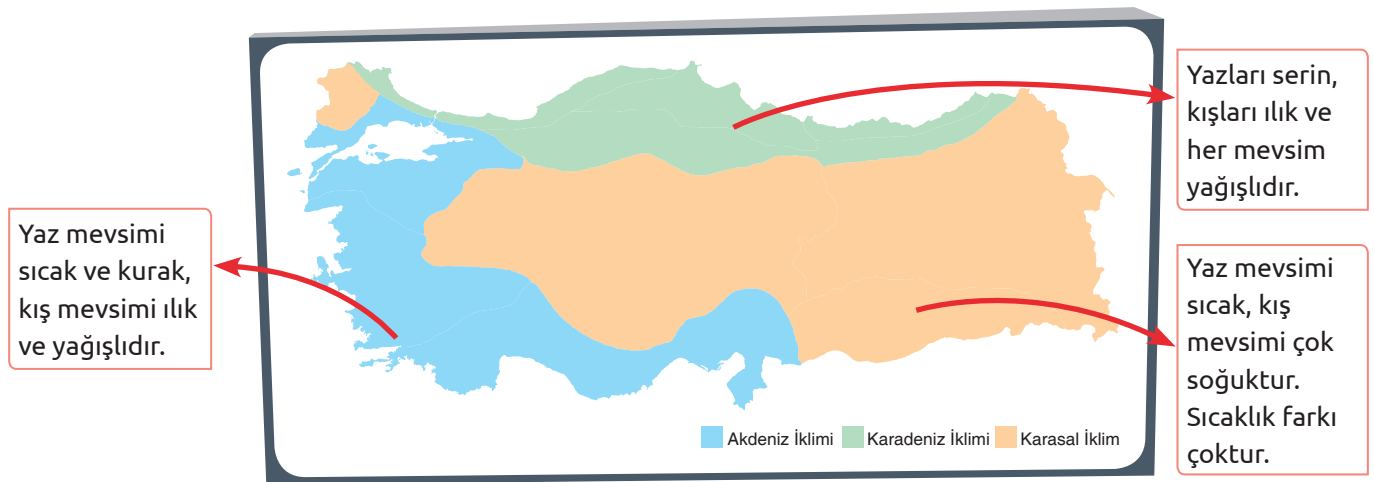 Yazları serin,
kışları ılık ve
her mevsim
yağışlıdır.
Yaz mevsimi
sıcak ve kurak,
kış mevsimi ılık
ve yağışlıdır.
Yaz mevsimi
sıcak, kış
mevsimi çok
soğuktur.
Sıcaklık farkı
çoktur.
Akdeniz İklimi Karadeniz İklimi Karasal İklim